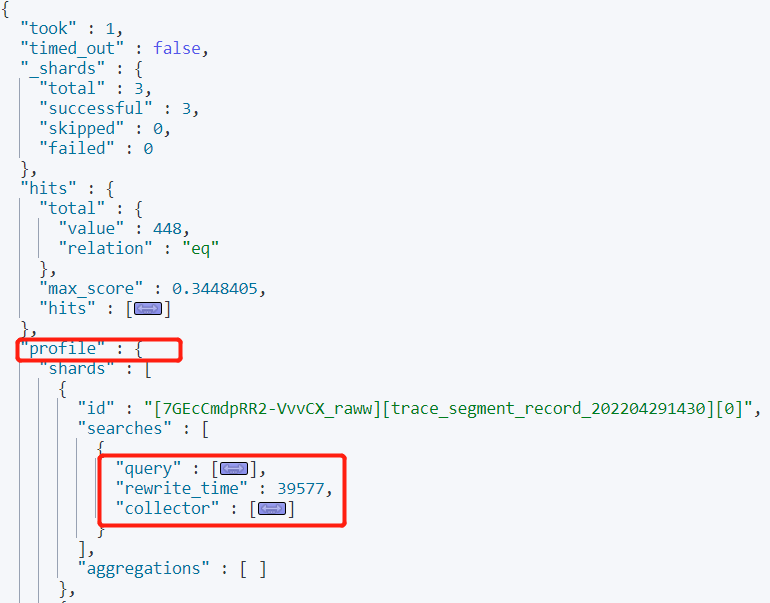 {
  "took" : 1,
  "timed_out" : false,
  "_shards" : {
    "total" : 3,
    "successful" : 3,
    "skipped" : 0,
    "failed" : 0
  },
  "hits" : {
    "total" : {
      "value" : 448,
      "relation" : "eq"
    },
    "max_score" : 0.3448405,
    "hits" : [↔]
  },
  "profile" : {
    "shards" : [
      {
        "id" : "[7GEcCmdpRR2-VvvCX_raww][trace_segment_record_202204291430][0]",
        "searches" : [
          {
            "query" : [↔],
            "rewrite_time" : 39577,
            "collector" : [↔]
          }
        ],
        "aggregations" : [ ]
      },